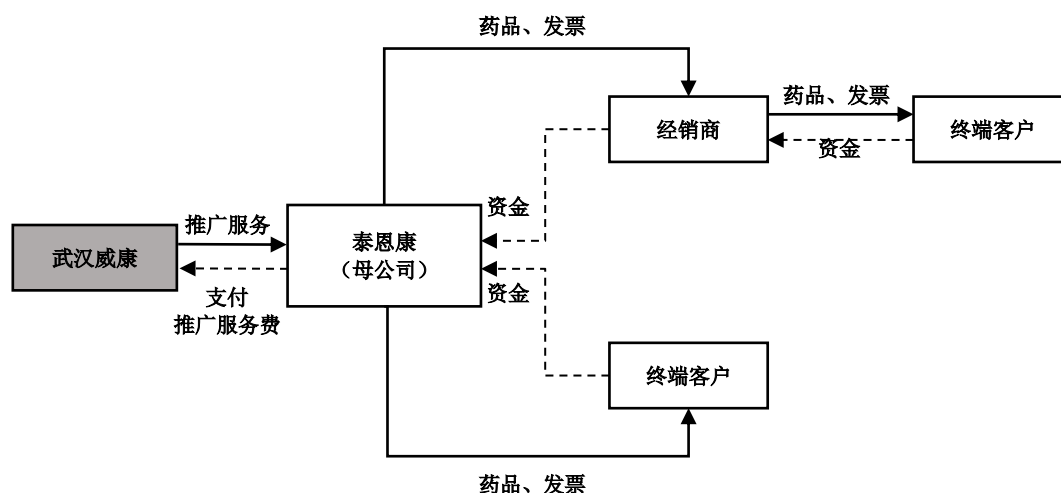 药品、发票
药品、发票
经销商
终端客户
资金
资金
推广服务
泰恩康
（母公司）
武汉威康
资金
支付
推广服务费
终端客户
药品、发票